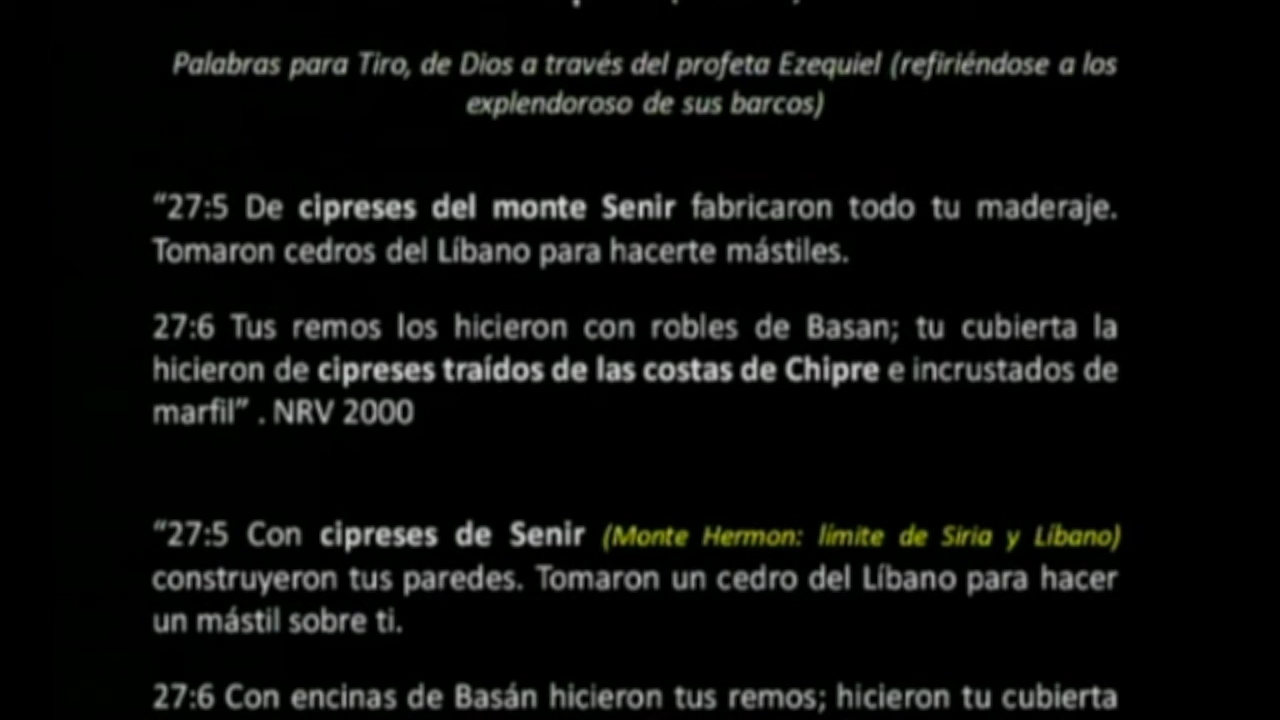 Palabras para Tiro, de Dios a través del profeta Ezequiel (refiriéndose a los
explendoroso de sus barcos)
“27:5 De cipreses del monte Senir fabricaron todo tu maderaje.
Tomaron cedros del Líbano para hacerte mástiles.
27:6 Tus remos los hicieron con robles de Basan; tu cubierta la
hicieron de cipreses traídos de las costas de Chipre e incrustados de
marfil” . NRV 2000
“27:5 Con cipreses de Senir (Monte Hermon: límite de Siria y Líbano)
construyeron tus paredes. Tomaron un cedro del Líbano para hacer
un mástil sobre ti.
27:6 Con encinas de Basán hicieron tus remos; hicieron tu cubierta